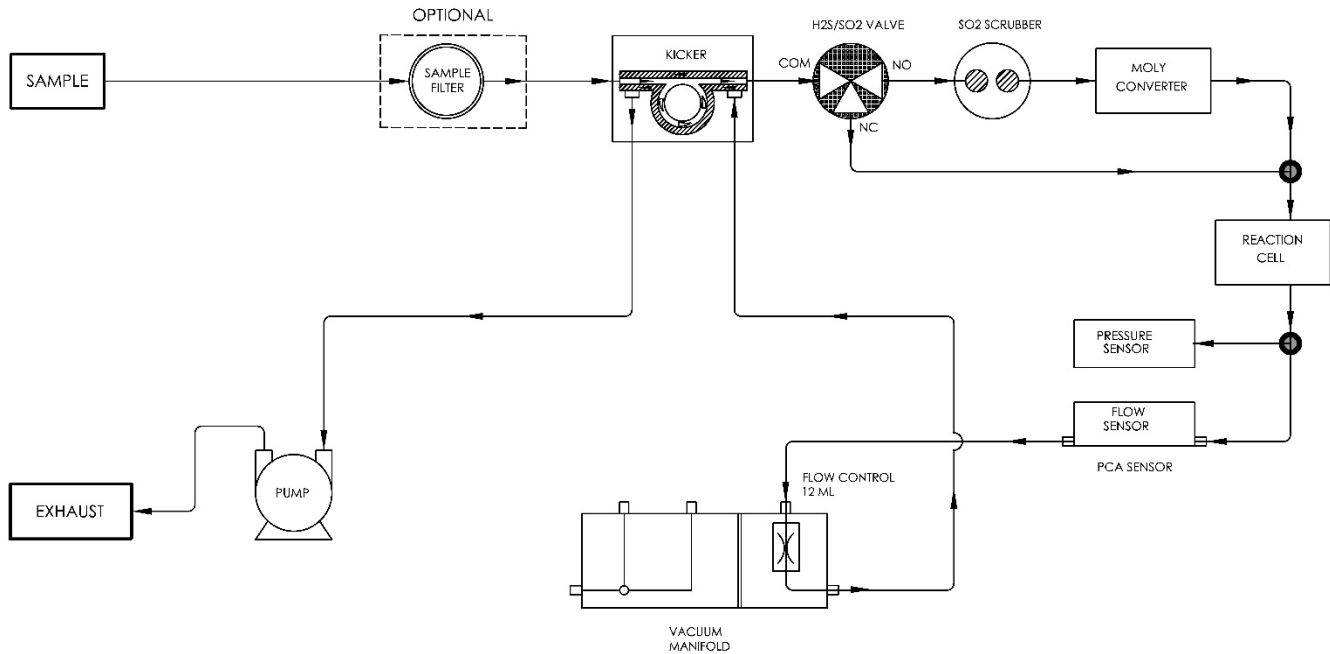 OPTIONAL
SAMPLE
SAMPLE
FILTER
KICKER
H2S/SO2 VALVE
COM
NO
NC
SO2 SCRUBBER
MOLY
CONVERTER
REACTION
CELL
PRESSURE
SENSOR
FLOW
SENSOR
PCA SENSOR
FLOW CONTROL
12 ML
PUMP
EXHAUST
VACUUM
MANIFOLD